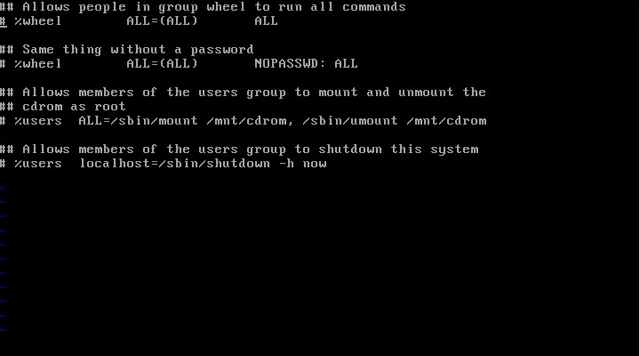 ## Allows people in group wheel to run all commands
# %wheel        ALL=(ALL)       ALL
## Same thing without a password
# %wheel        ALL=(ALL)       NOPASSWD: ALL
## Allows members of the users group to mount and unmount the
## cdrom as root
# %users  ALL=/sbin/mount /mnt/cdrom, /sbin/umount /mnt/cdrom
## Allows members of the users group to shutdown this system
# %users  localhost=/sbin/shutdown -h now
~
~
~
~
~
~
~
~
~
~
~